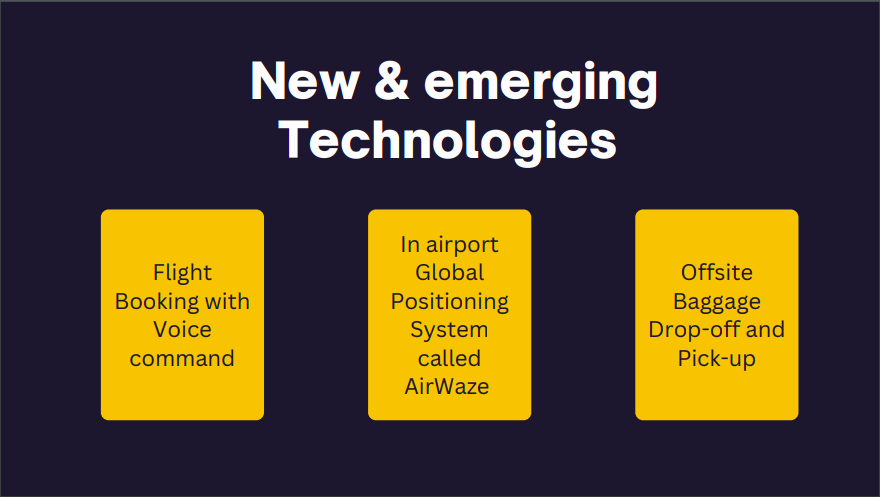 New & emerging
Technologies
Flight
Booking with
Voice
command
In airport
Global
Positioning
System
called
AirWaze
Offsite
Baggage
Drop-off and
Pick-up